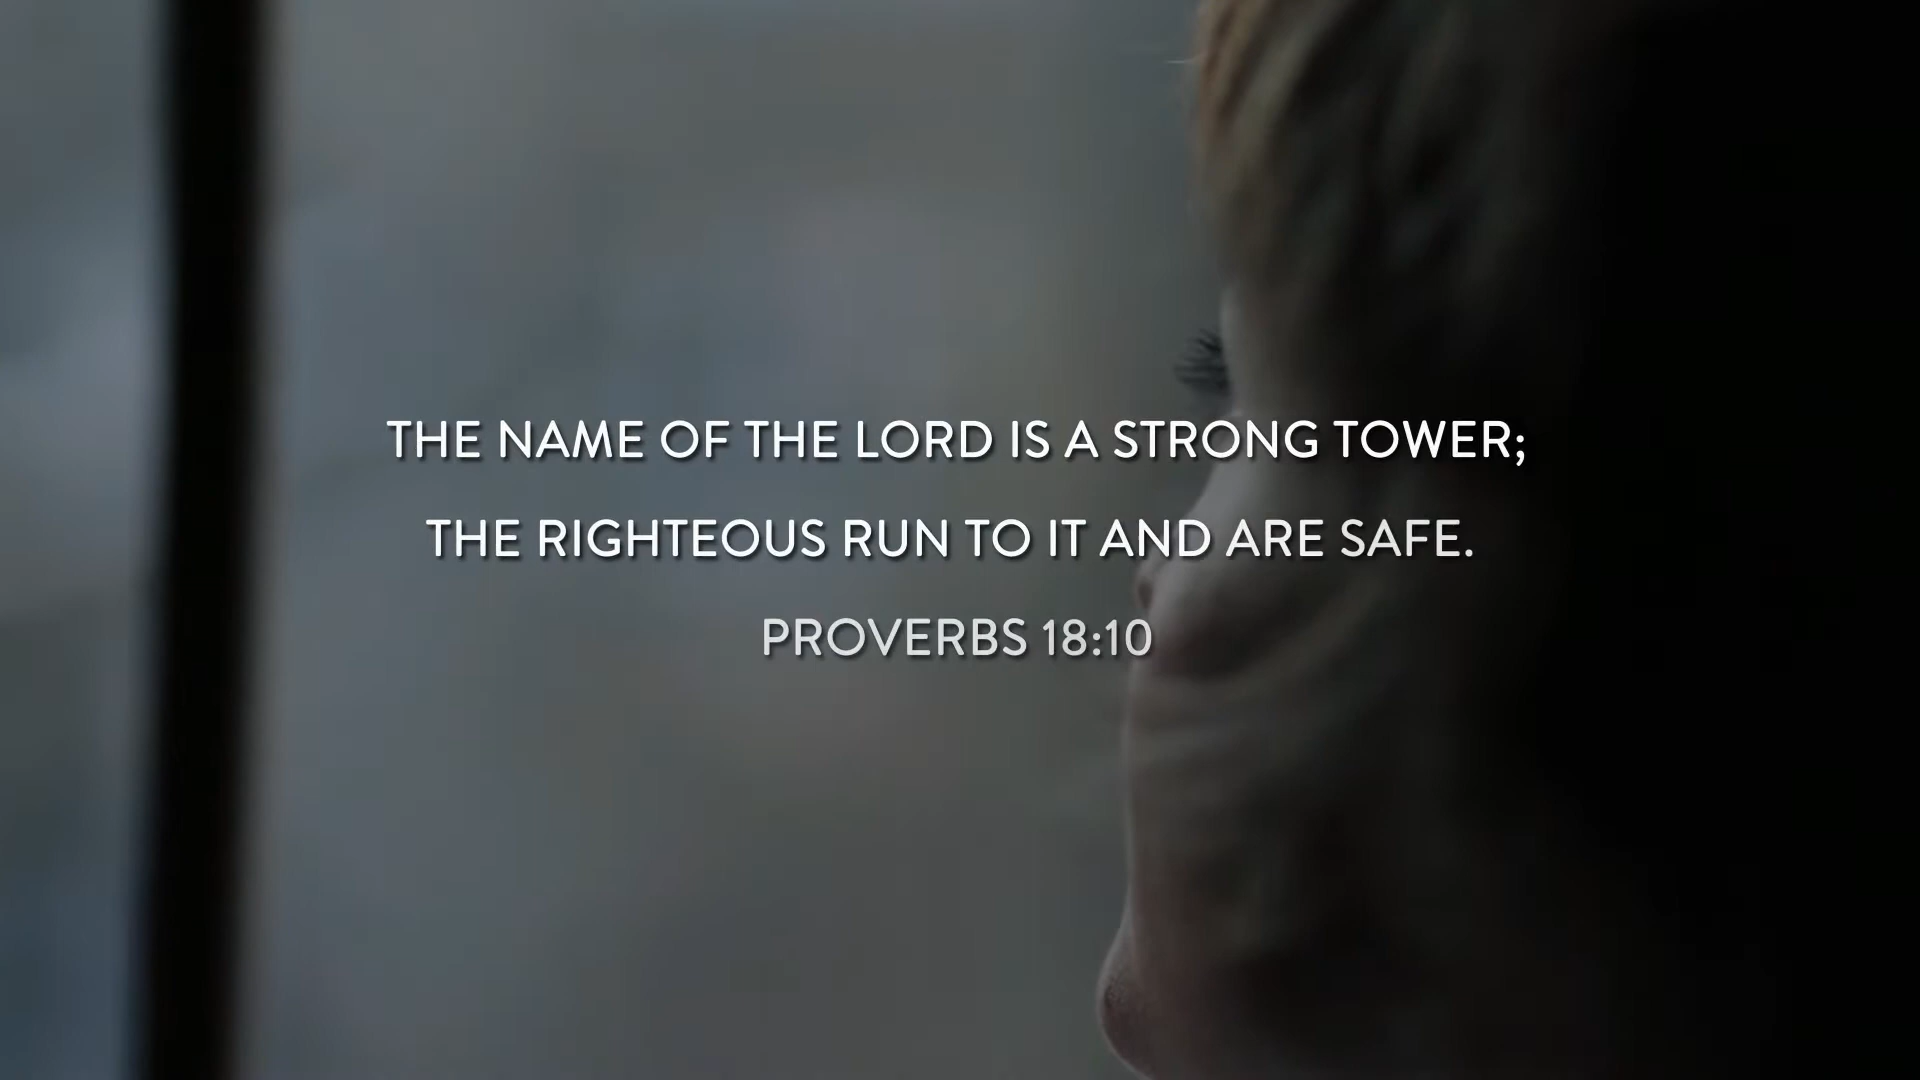 THE NAME OF THE LORD IS A STRONG TOWER;
THE RIGHTEOUS RUN TO IT AND ARE SAFE.
PROVERBS 18:10